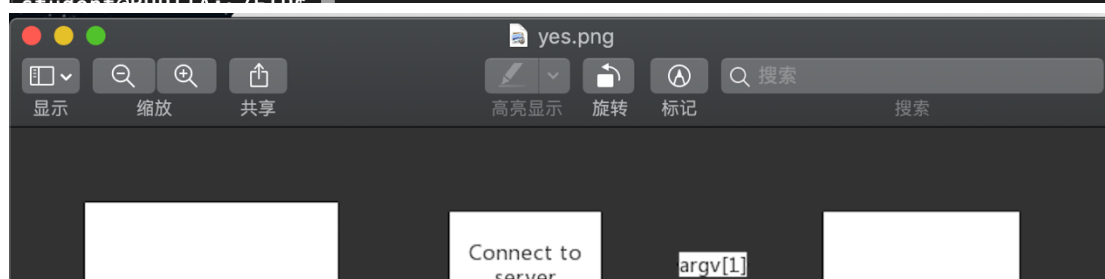 yes.png
搜索
显示
缩放
共享
高亮显示
旋转
标记
搜索
Connect to
server
argv[1]